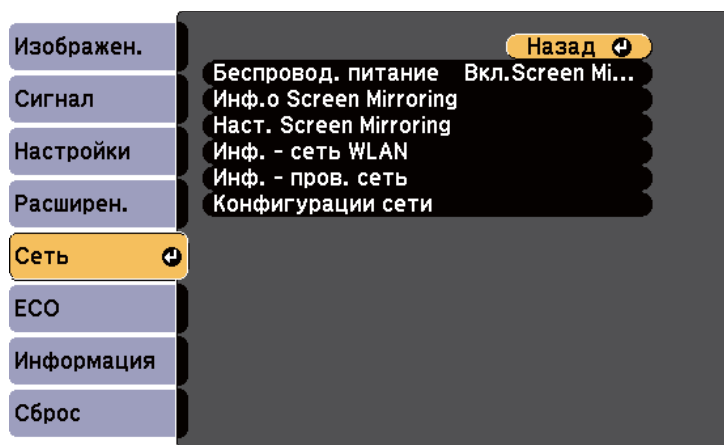 Изображен.
Сигнал
Настройки
Расширен.
Сеть
ECO
Информация
Сброс
Назад
Беспровод. питание Вкл.Screen Mi...
Инф.о Screen Mirroring
Наст. Screen Mirroring
Инф. - сеть WLAN
Инф. - пров. сеть
Конфигурации сети